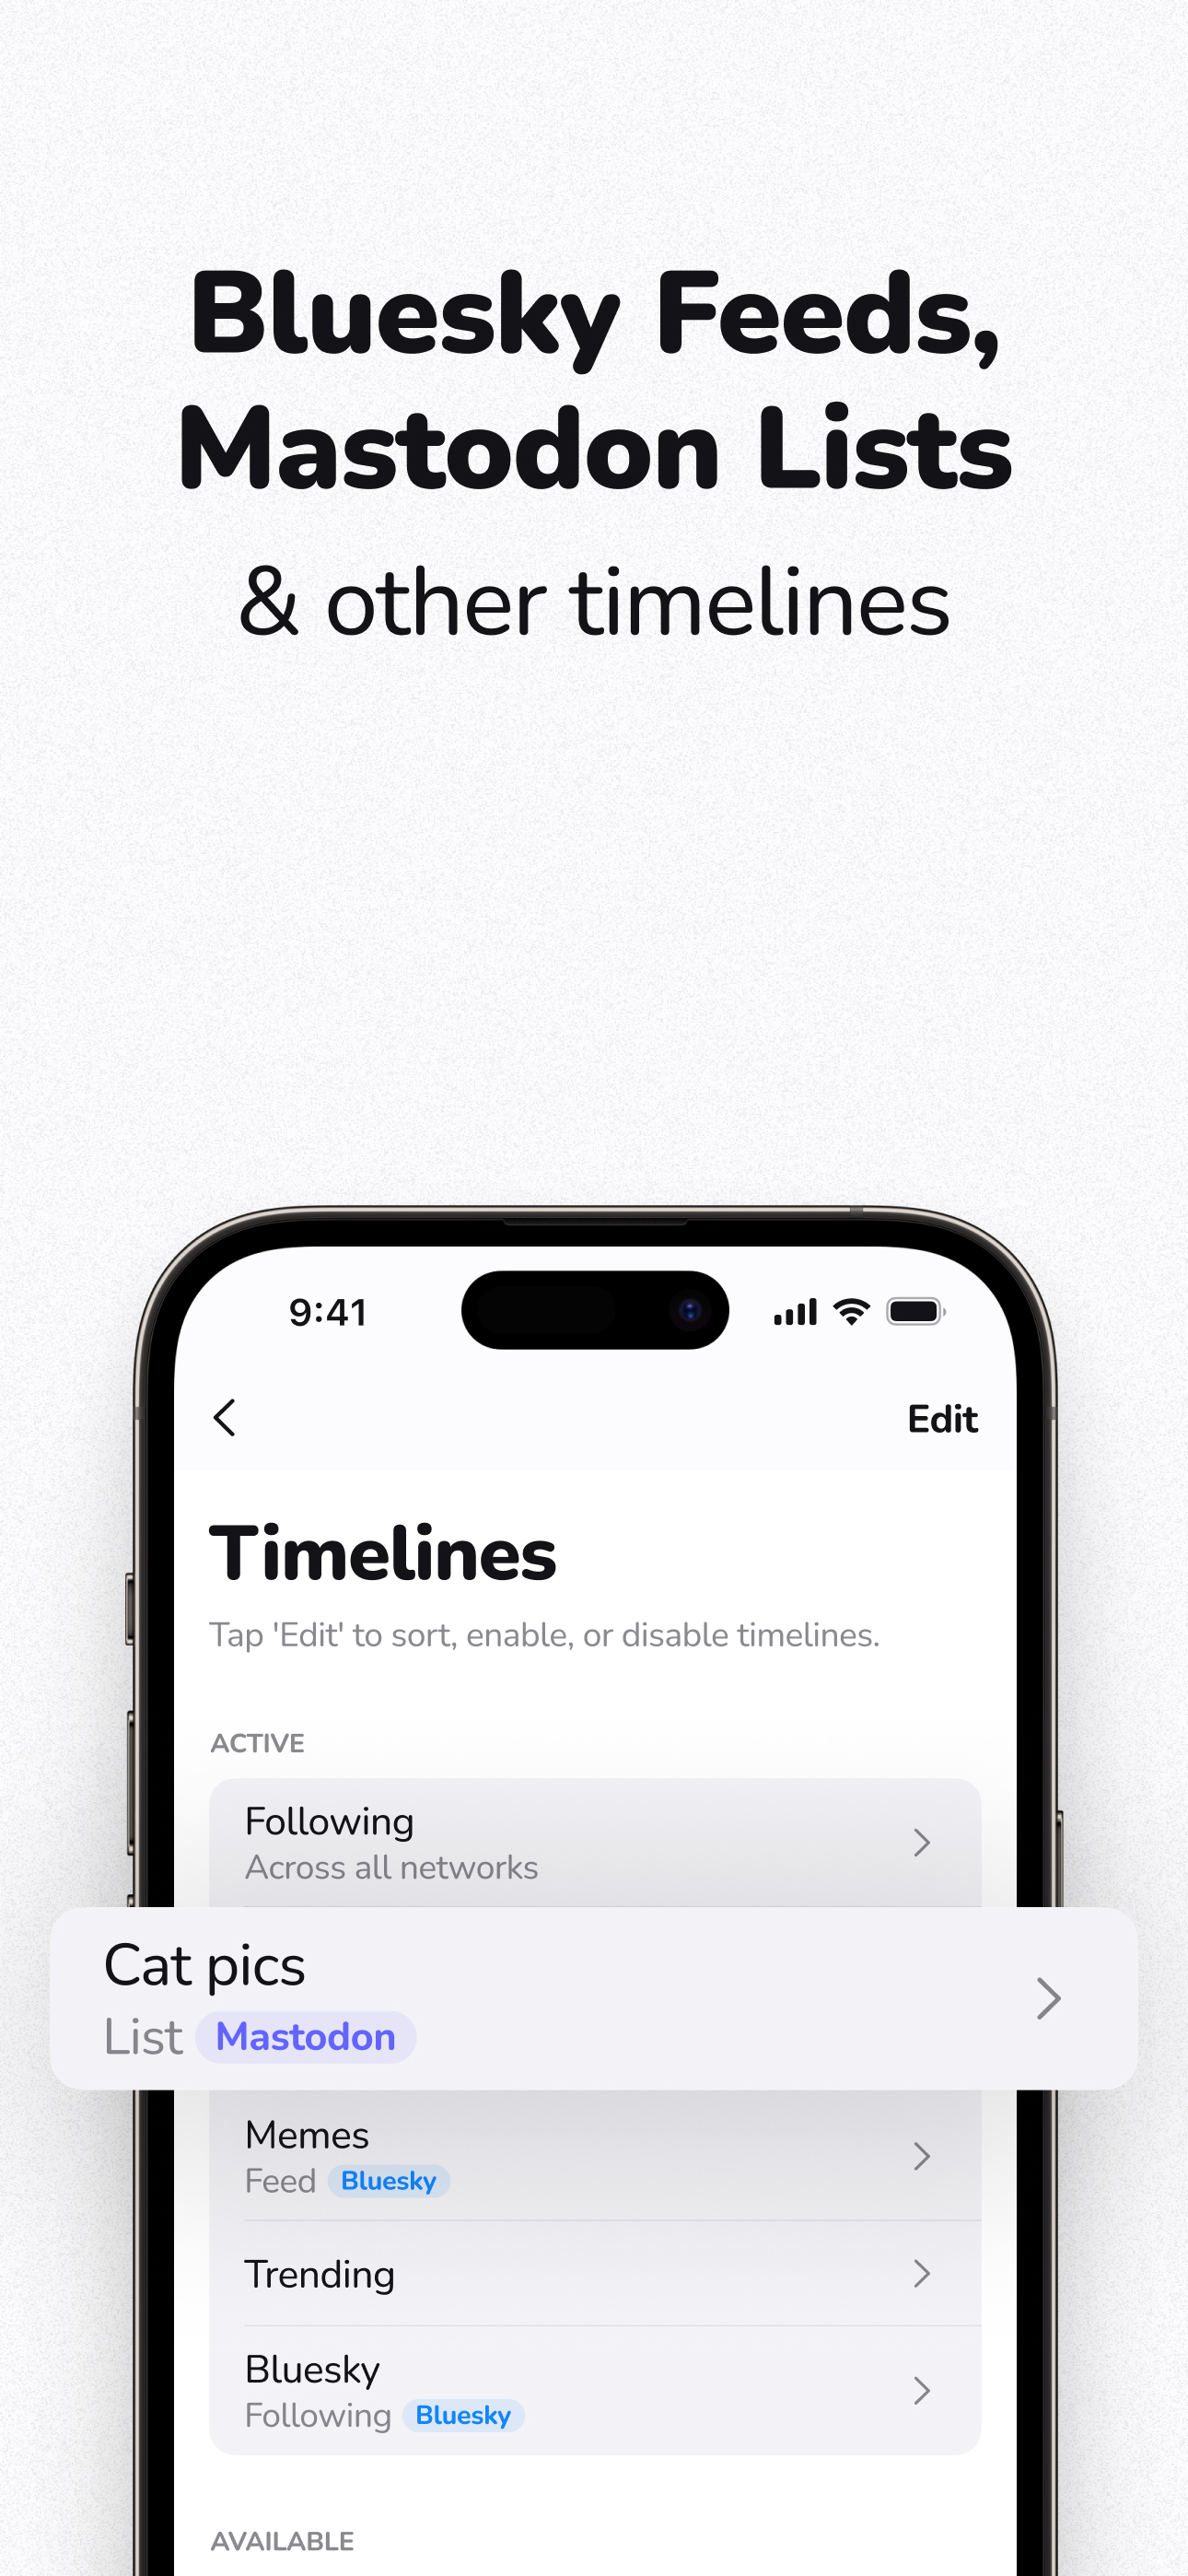 Bluesky Feeds,
Mastodon Lists
& other timelines
9:41
Edit
Timelines
Tap 'Edit' to sort, enable, or disable timelines.
ACTIVE
Following
Across all networks
Cat pics
List Mastodon
Memes
Feed Bluesky
Trending
Bluesky
Following Bluesky
AVAILABLE